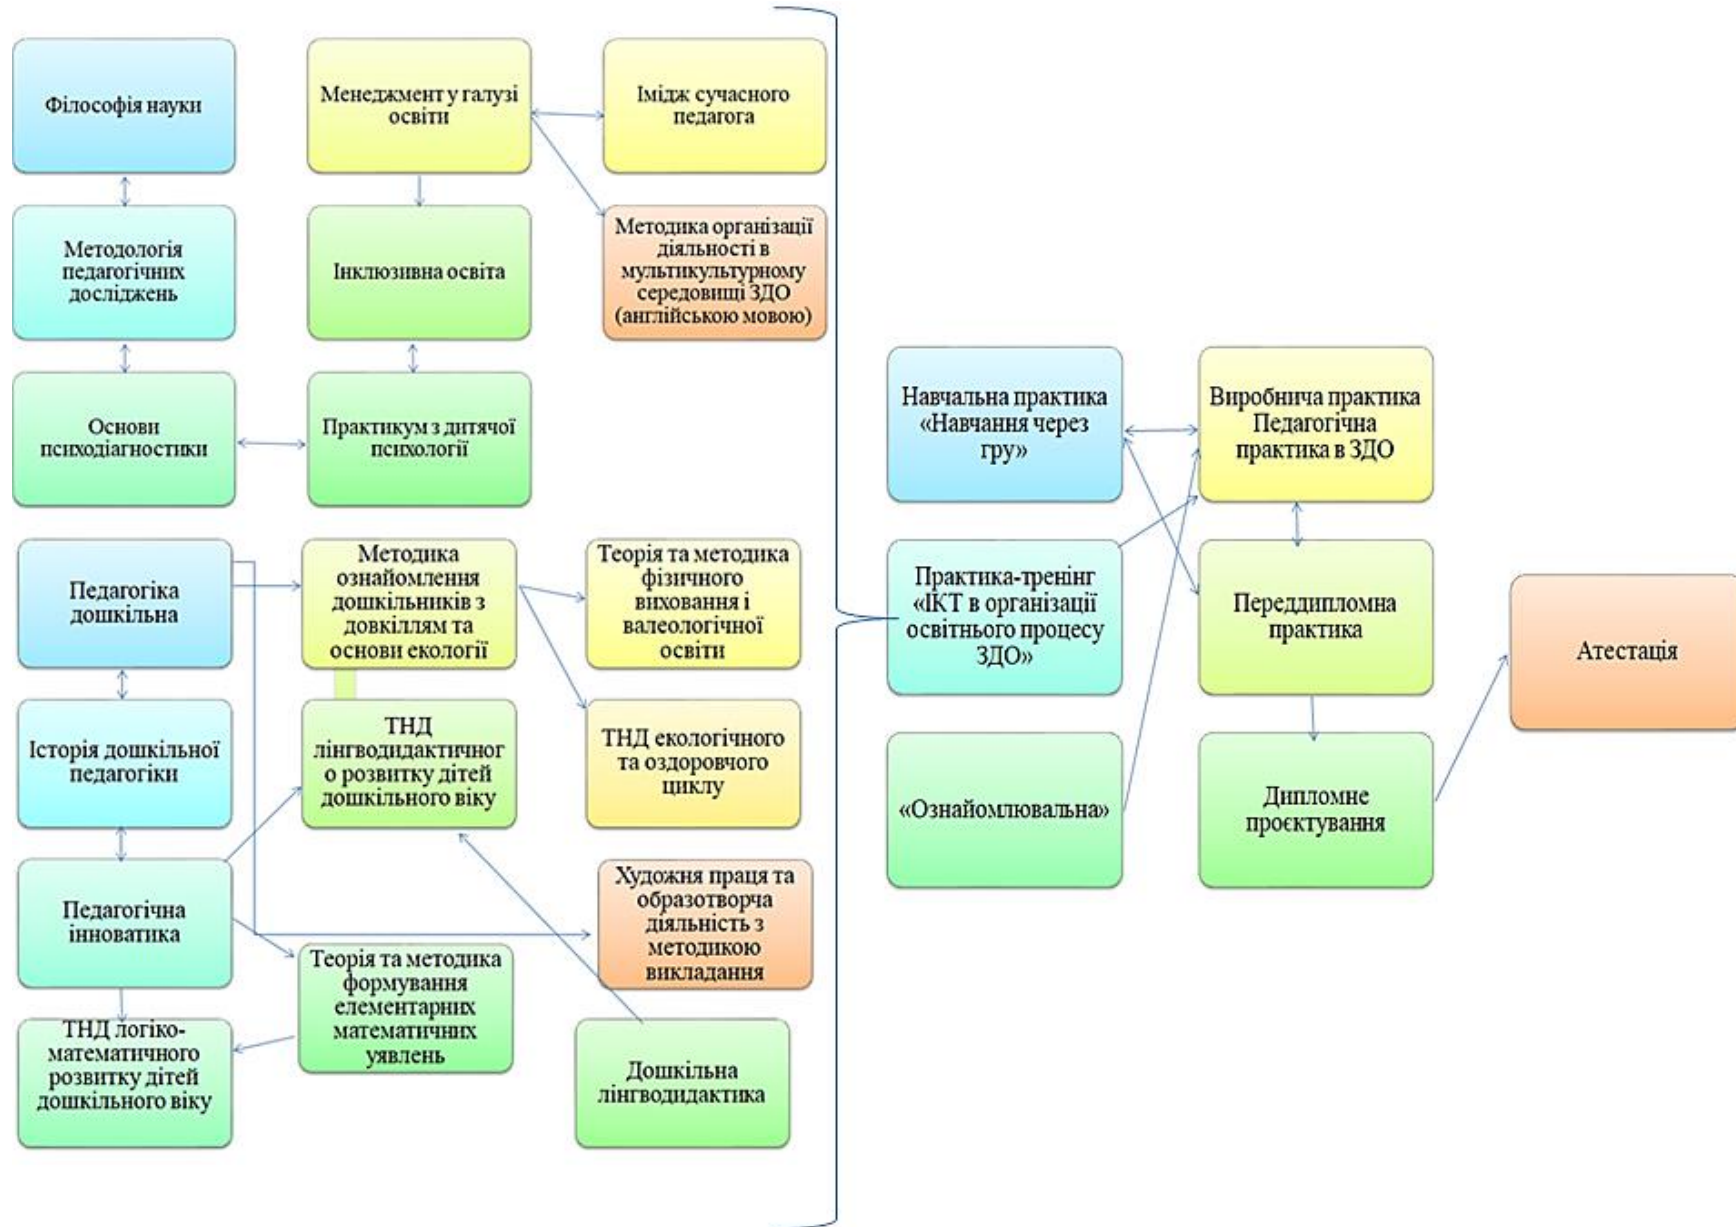 Філософія науки
Менеджмент у галузі
освіти
Імідж сучасного
педагога
Методологія
педагогічних
досліджень
Інклюзивна освіта
Методика організації
діяльності в
мультикультурному
середовищі ЗДО
(англійською мовою)
Основи
психодіагностики
Практикум з дитячої
психології
Педагогіка
дошкільна
Методика
ознайомлення
дошкільників з
довкіллям та
основи екології
Теорія та методика
фізичного
виховання і
валеологічної
освіти
Історія дошкільної
педагогіки
ТНД
лінгводидактичног
о розвитку дітей
дошкільного віку
ТНД екологічного
та оздоровчого
циклу
Педагогічна
інноватика
Художня праця та
образотворча
діяльність з
методикою
викладання
ТНД логіко-
математичного
розвитку дітей
дошкільного віку
Теорія та методика
формування
елементарних
математичних
уявлень
Дошкільна
лінгводидактика
Навчальна практика
«Навчання через
гру»
Виробнича практика
Педагогічна
практика в ЗДО
Практика-тренінг
«ІКТ в організації
освітнього процесу
ЗДО»
Переддипломна
практика
«Ознайомлювальна»
Дипломне
проєктування
Атестація